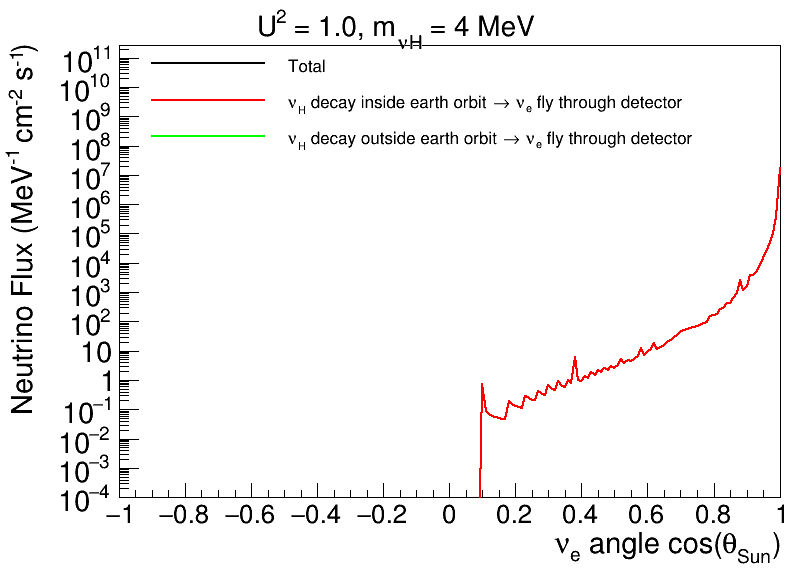 U² = 1.0, m_νH = 4 MeV
Total
ν_H decay inside earth orbit → ν_e fly through detector
ν_H decay outside earth orbit → ν_e fly through detector
Neutrino Flux (MeV⁻¹ cm⁻² s⁻¹)
10¹¹
10¹⁰
10⁹
10⁸
10⁷
10⁶
10⁵
10⁴
10³
10²
10
1
10⁻¹
10⁻²
10⁻³
10⁻⁴
−1 −0.8 −0.6 −0.4 −0.2 0 0.2 0.4 0.6 0.8 1
ν_e angle cos(θ_Sun)